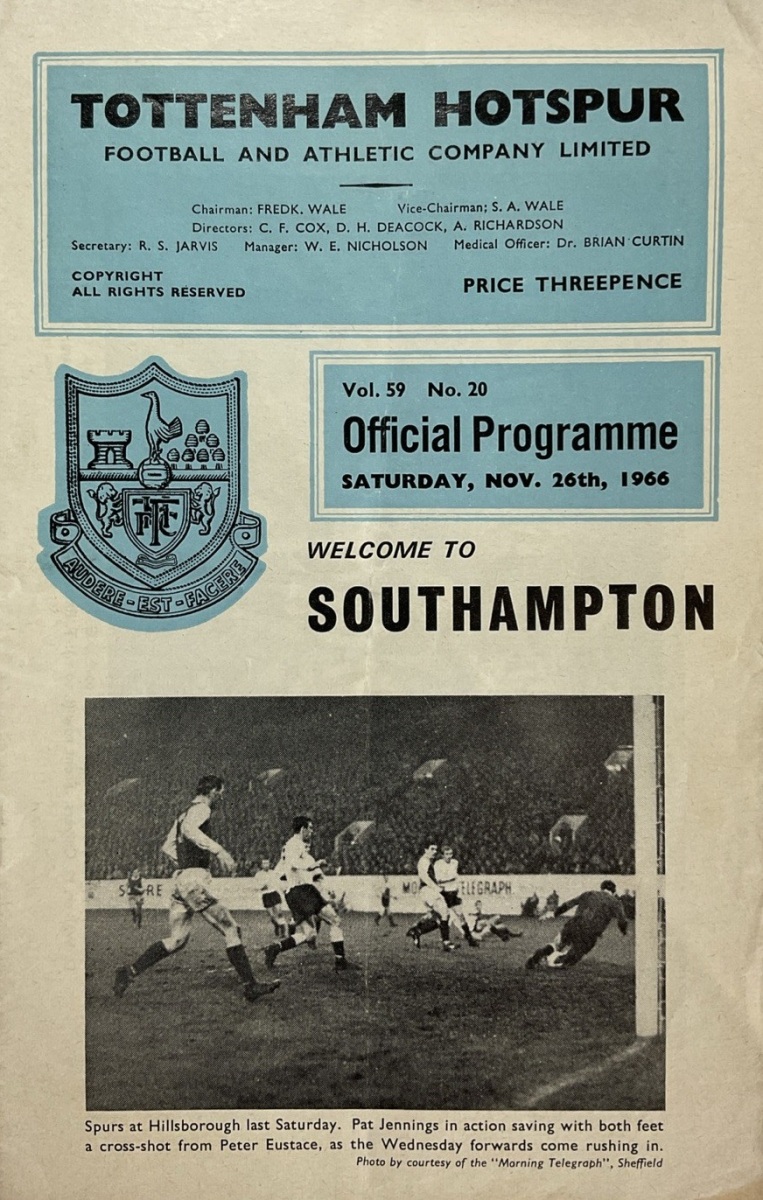 TOTTENHAM HOTSPUR
FOOTBALL AND ATHLETIC COMPANY LIMITED
Chairman: FREDK. WALE Vice-Chairman; S. A. WALE
Directors: C. F. COX, D. H. DEACOCK, A. RICHARDSON
Secretary: R. S. JARVIS Manager: W. E. NICHOLSON Medical Officer: Dr. BRIAN CURTIN
COPYRIGHT
ALL RIGHTS RESERVED
PRICE THREEPENCE
Vol. 59 No. 20
Official Programme
SATURDAY, NOV. 26th, 1966
THFC
AUDERE - EST - FACERE
WELCOME TO
SOUTHAMPTON
ELEGRAPH
Spurs at Hillsborough last Saturday. Pat Jennings in action saving with both feet
a cross-shot from Peter Eustace, as the Wednesday forwards come rushing in.
Photo by courtesy of the "Morning Telegraph", Sheffield